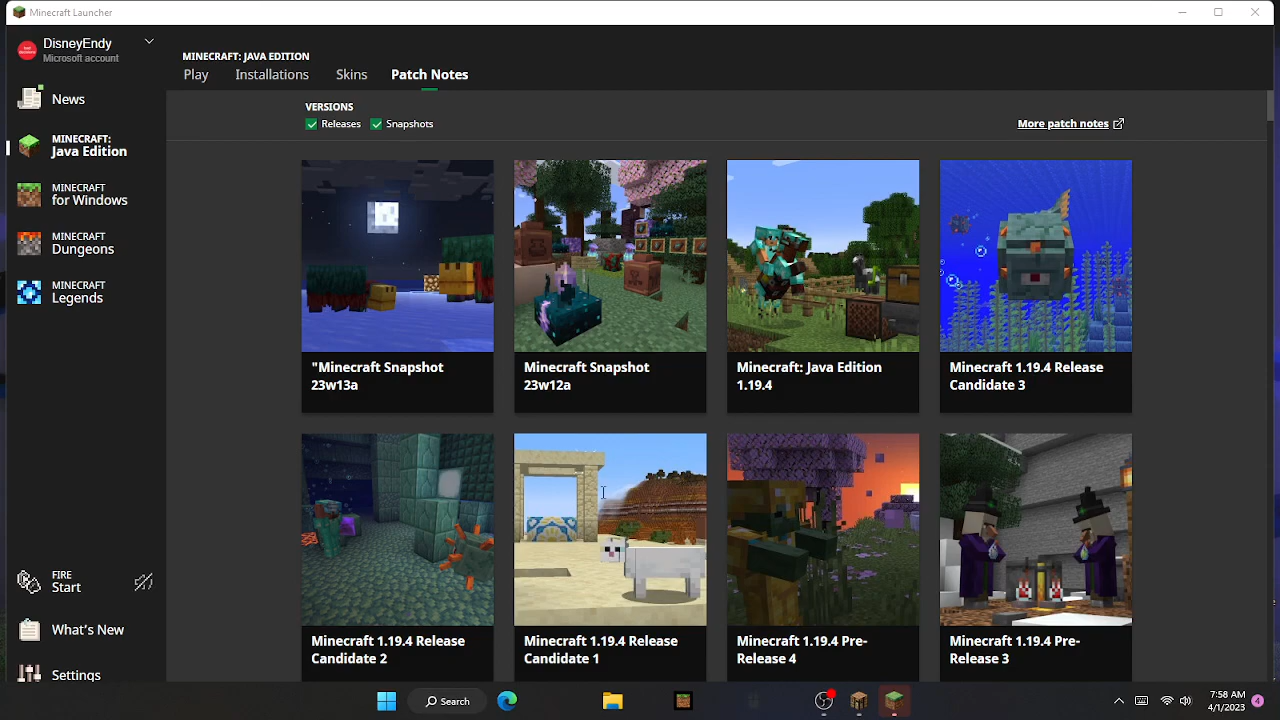 Minecraft Launcher
DisneyEndy
Microsoft account
News
MINECRAFT:
Java Edition
MINECRAFT
for Windows
MINECRAFT
Dungeons
MINECRAFT
Legends
FIRE
Start
What's New
Settings
MINECRAFT: JAVA EDITION
Play Installations Skins Patch Notes
VERSIONS
Releases Snapshots
More patch notes
"Minecraft Snapshot
23w13a
Minecraft Snapshot
23w12a
Minecraft: Java Edition
1.19.4
Minecraft 1.19.4 Release
Candidate 3
Minecraft 1.19.4 Release
Candidate 2
Minecraft 1.19.4 Release
Candidate 1
Minecraft 1.19.4 Pre-
Release 4
Minecraft 1.19.4 Pre-
Release 3
Search
7:58 AM
4/1/2023
4